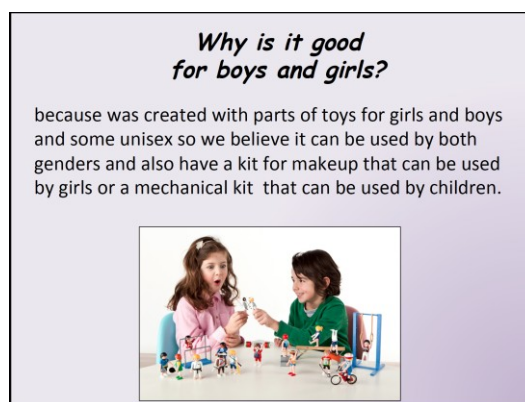 Why is it good
for boys and girls?
because was created with parts of toys for girls and boys
and some unisex so we believe it can be used by both
genders and also have a kit for makeup that can be used
by girls or a mechanical kit  that can be used by children.